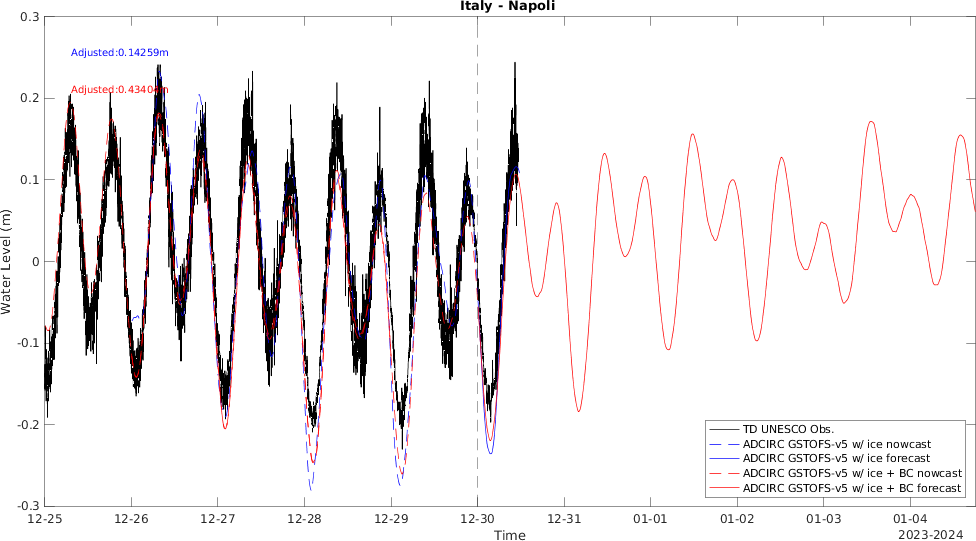 Italy - Napoli
0.3
Adjusted:0.14259m
Adjusted:0.43404m
0.2
0.1
0
-0.1
-0.2
-0.3
Water Level (m)
TD UNESCO Obs.
ADCIRC GSTOFS-v5 w/ ice nowcast
ADCIRC GSTOFS-v5 w/ ice forecast
ADCIRC GSTOFS-v5 w/ ice + BC nowcast
ADCIRC GSTOFS-v5 w/ ice + BC forecast
12-25 12-26 12-27 12-28 12-29 12-30 12-31 01-01 01-02 01-03 01-04
Time
2023-2024